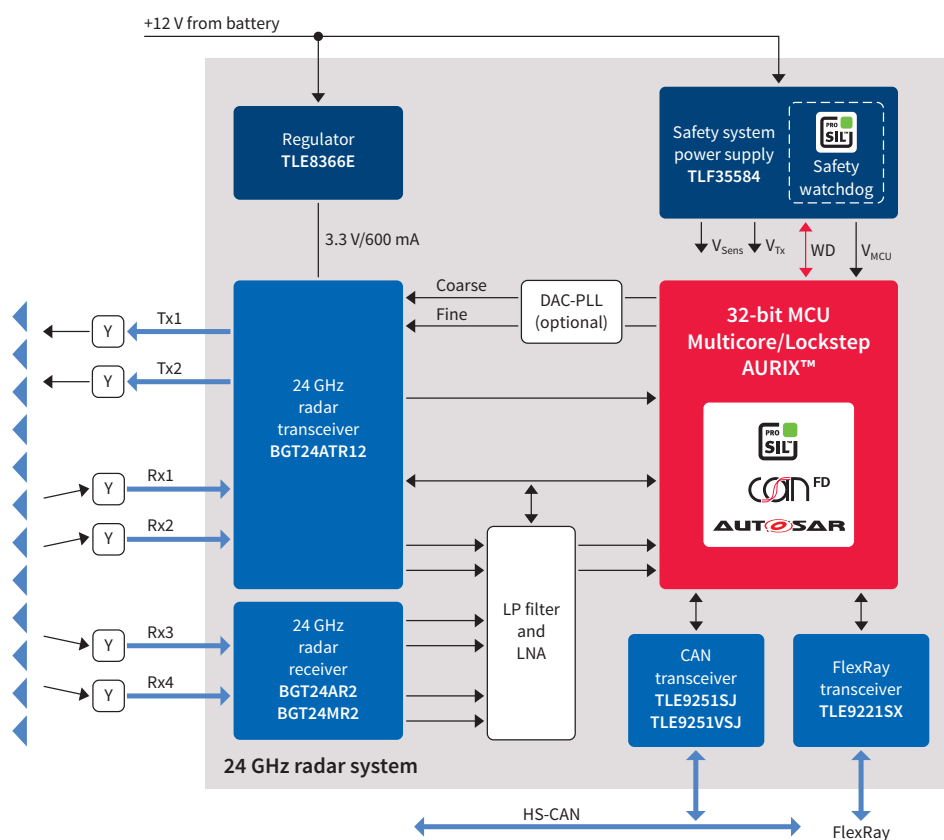 +12 V from battery
Regulator
TLE8366E
Safety system
power supply
TLF35584
PRO
SIL™
Safety
watchdog
3.3 V/600 mA
VSens
VTx
WD
VMCU
Coarse
Fine
DAC-PLL
(optional)
32-bit MCU
Multicore/Lockstep
AURIX™
PRO
SIL™
CAN FD
AUTOSAR
Y
Tx1
Y
Tx2
24 GHz
radar
transceiver
BGT24ATR12
Y
Rx1
Y
Rx2
LP filter
and
LNA
Y
Rx3
Y
Rx4
24 GHz
radar
receiver
BGT24AR2
BGT24MR2
CAN
transceiver
TLE9251SJ
TLE9251VSJ
FlexRay
transceiver
TLE9221SX
24 GHz radar system
HS-CAN
FlexRay